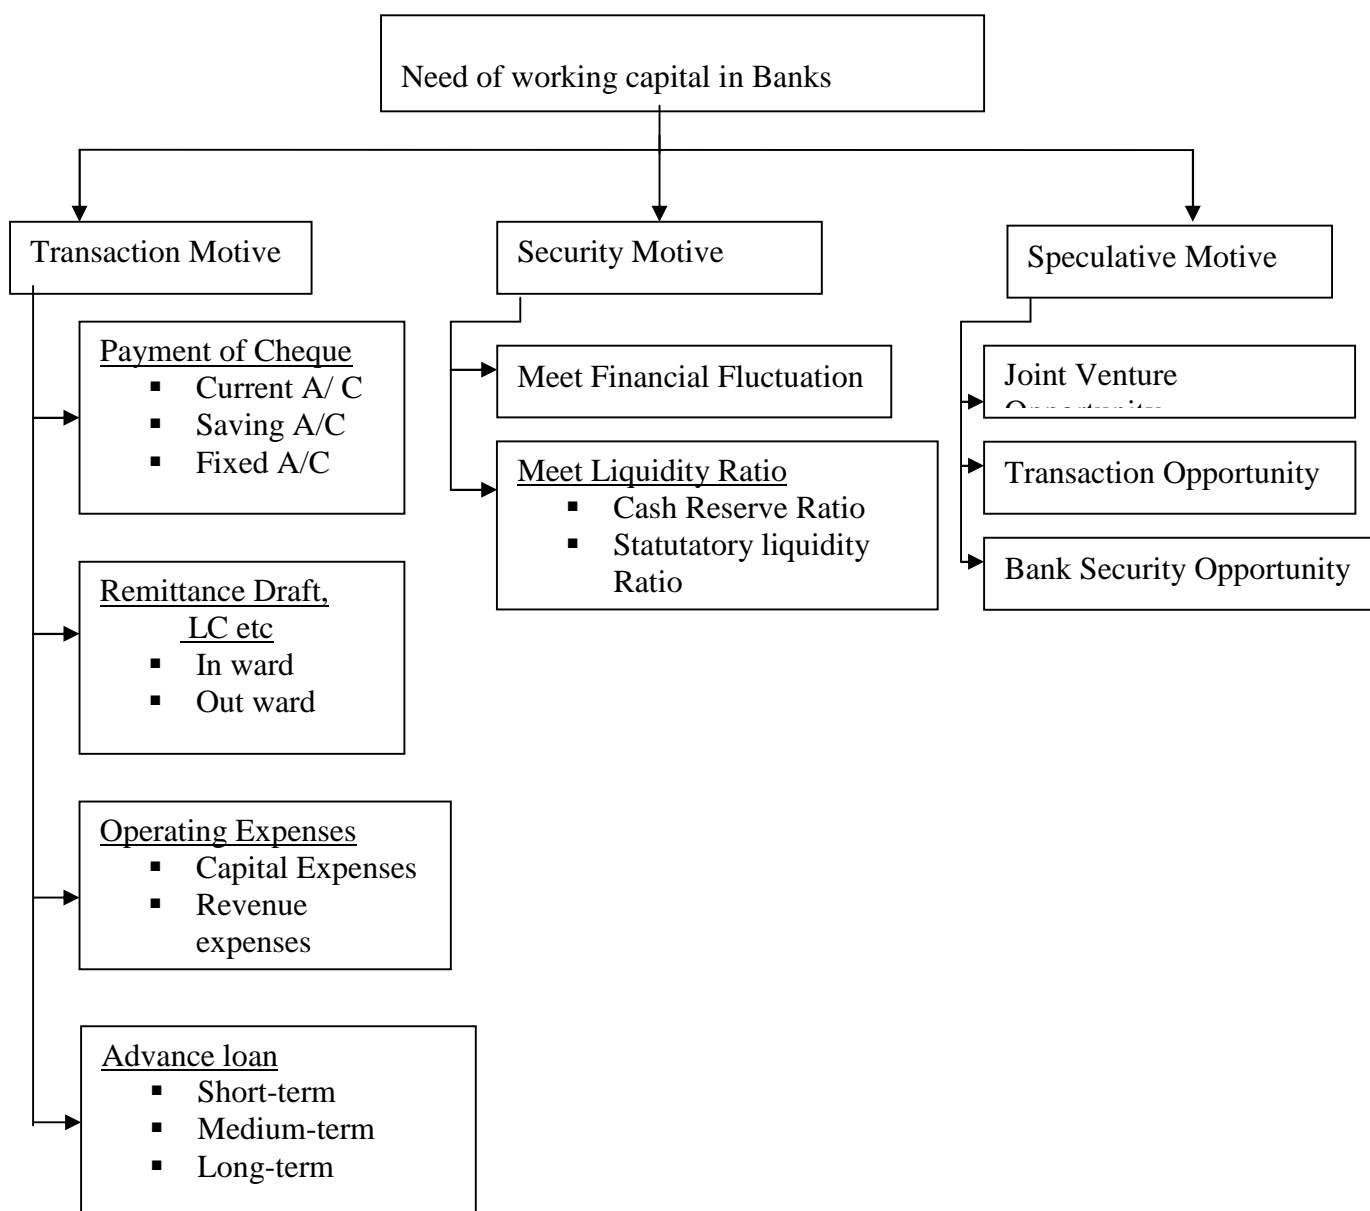 Need of working capital in Banks
Transaction Motive
Payment of Cheque
▪ Current A/ C
▪ Saving A/C
▪ Fixed A/C
Remittance Draft,
LC etc
▪ In ward
▪ Out ward
Operating Expenses
▪ Capital Expenses
▪ Revenue
expenses
Advance loan
▪ Short-term
▪ Medium-term
▪ Long-term
Security Motive
Meet Financial Fluctuation
Meet Liquidity Ratio
▪ Cash Reserve Ratio
▪ Statutatory liquidity
Ratio
Speculative Motive
Joint Venture
Opportunity
Transaction Opportunity
Bank Security Opportunity